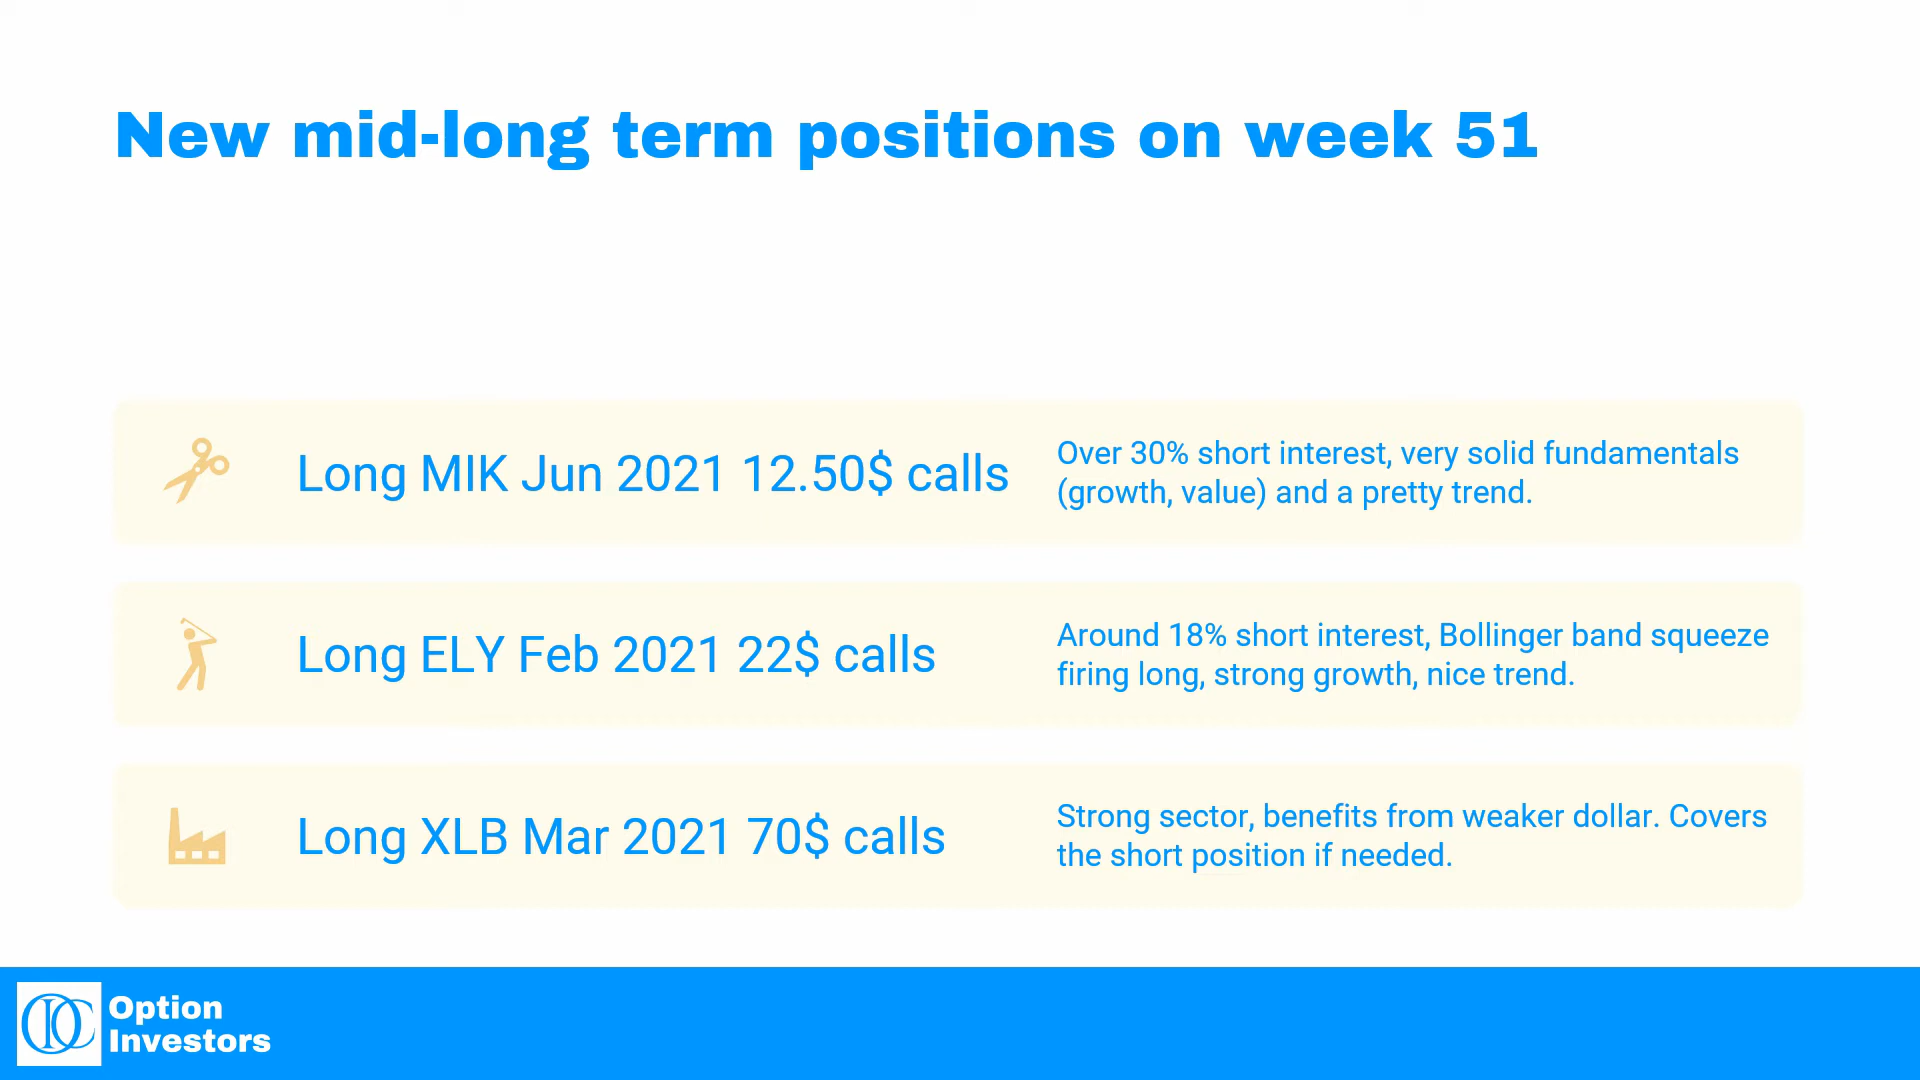 New mid-long term positions on week 51
Long MIK Jun 2021 12.50$ calls
Over 30% short interest, very solid fundamentals
(growth, value) and a pretty trend.
Long ELY Feb 2021 22$ calls
Around 18% short interest, Bollinger band squeeze
firing long, strong growth, nice trend.
Long XLB Mar 2021 70$ calls
Strong sector, benefits from weaker dollar. Covers
the short position if needed.
Option
Investors